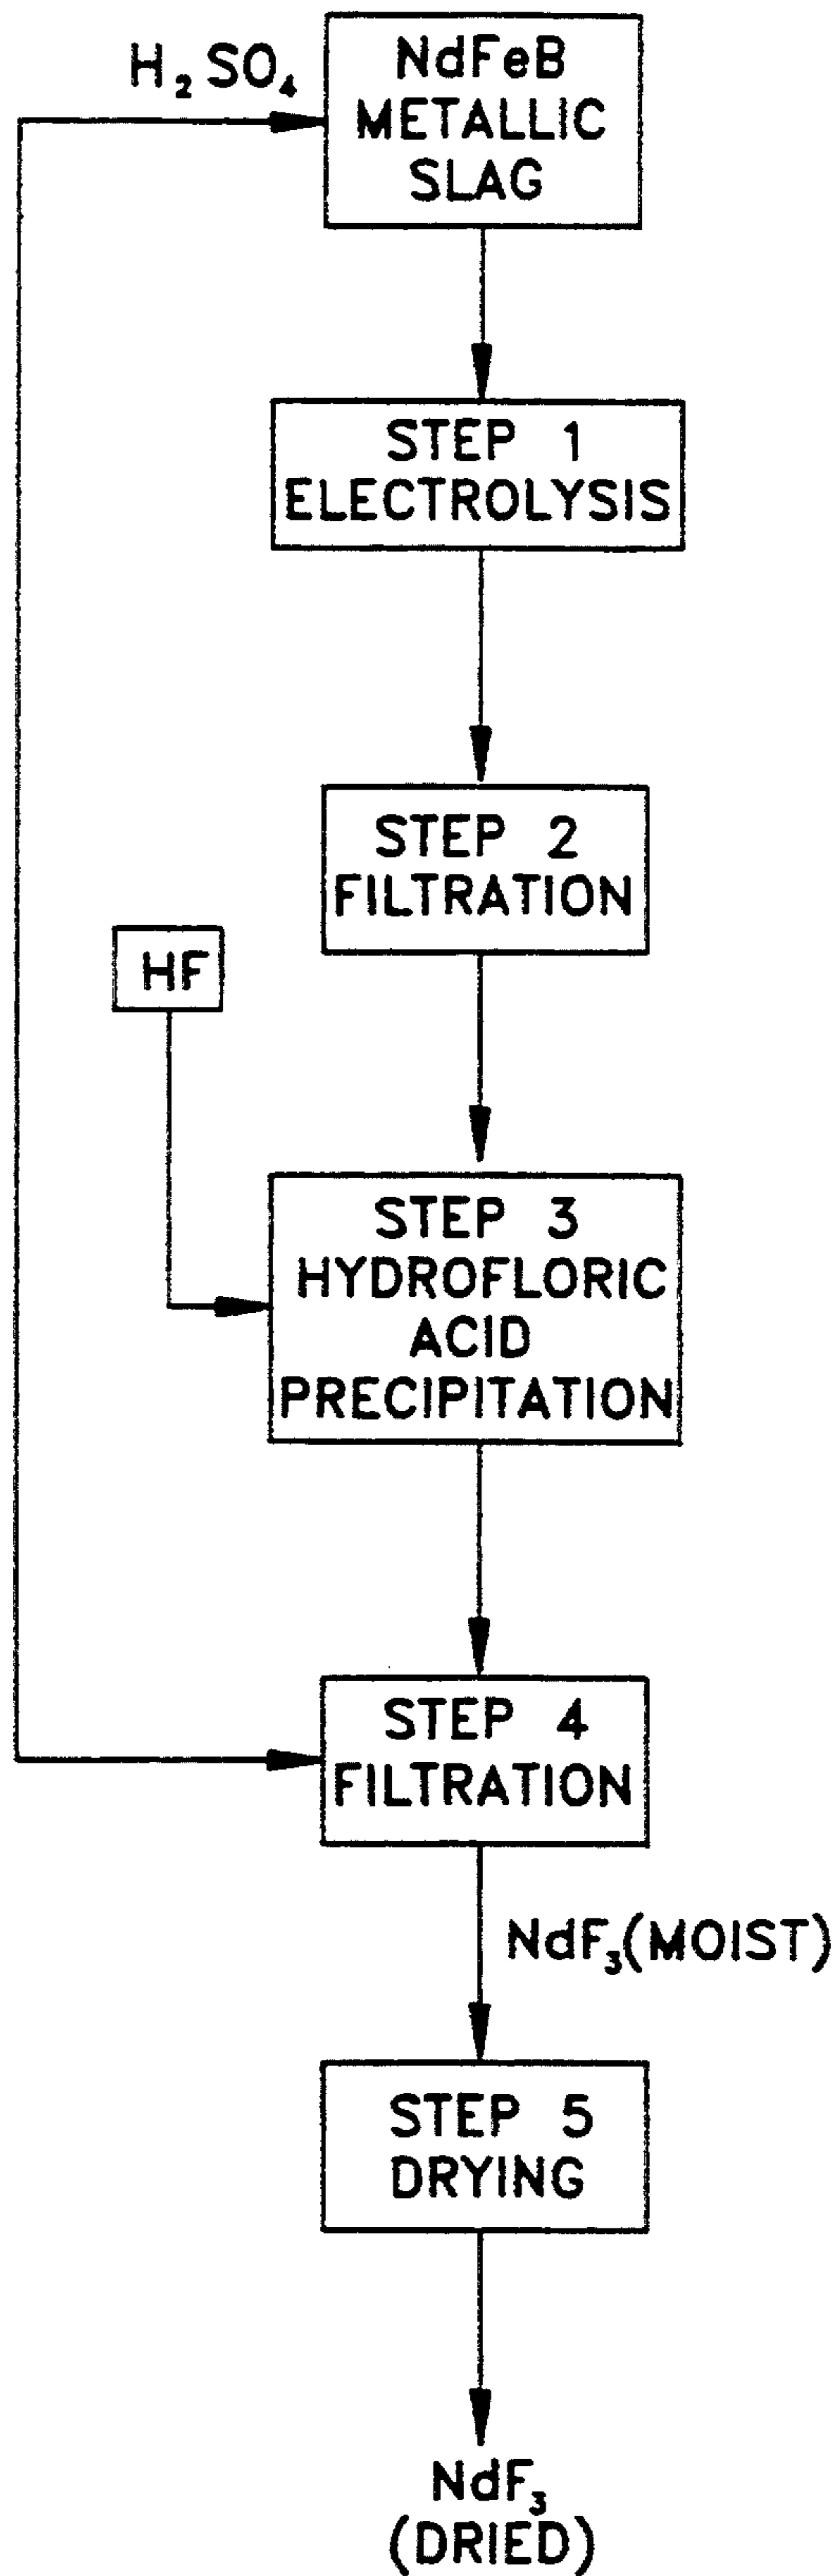 H₂SO₄
NdFeB
METALLIC
SLAG
STEP 1
ELECTROLYSIS
STEP 2
FILTRATION
HF
STEP 3
HYDROFLORIC
ACID
PRECIPITATION
STEP 4
FILTRATION
NdF₃(MOIST)
STEP 5
DRYING
NdF₃
(DRIED)